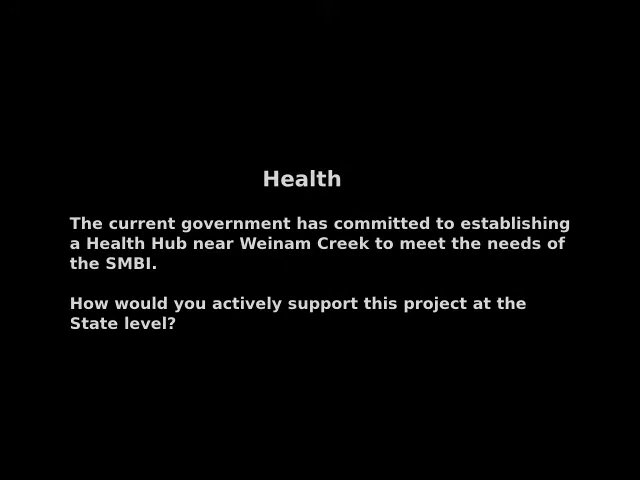 Health
The current government has committed to establishing
a Health Hub near Weinam Creek to meet the needs of
the SMBI.
How would you actively support this project at the
State level?